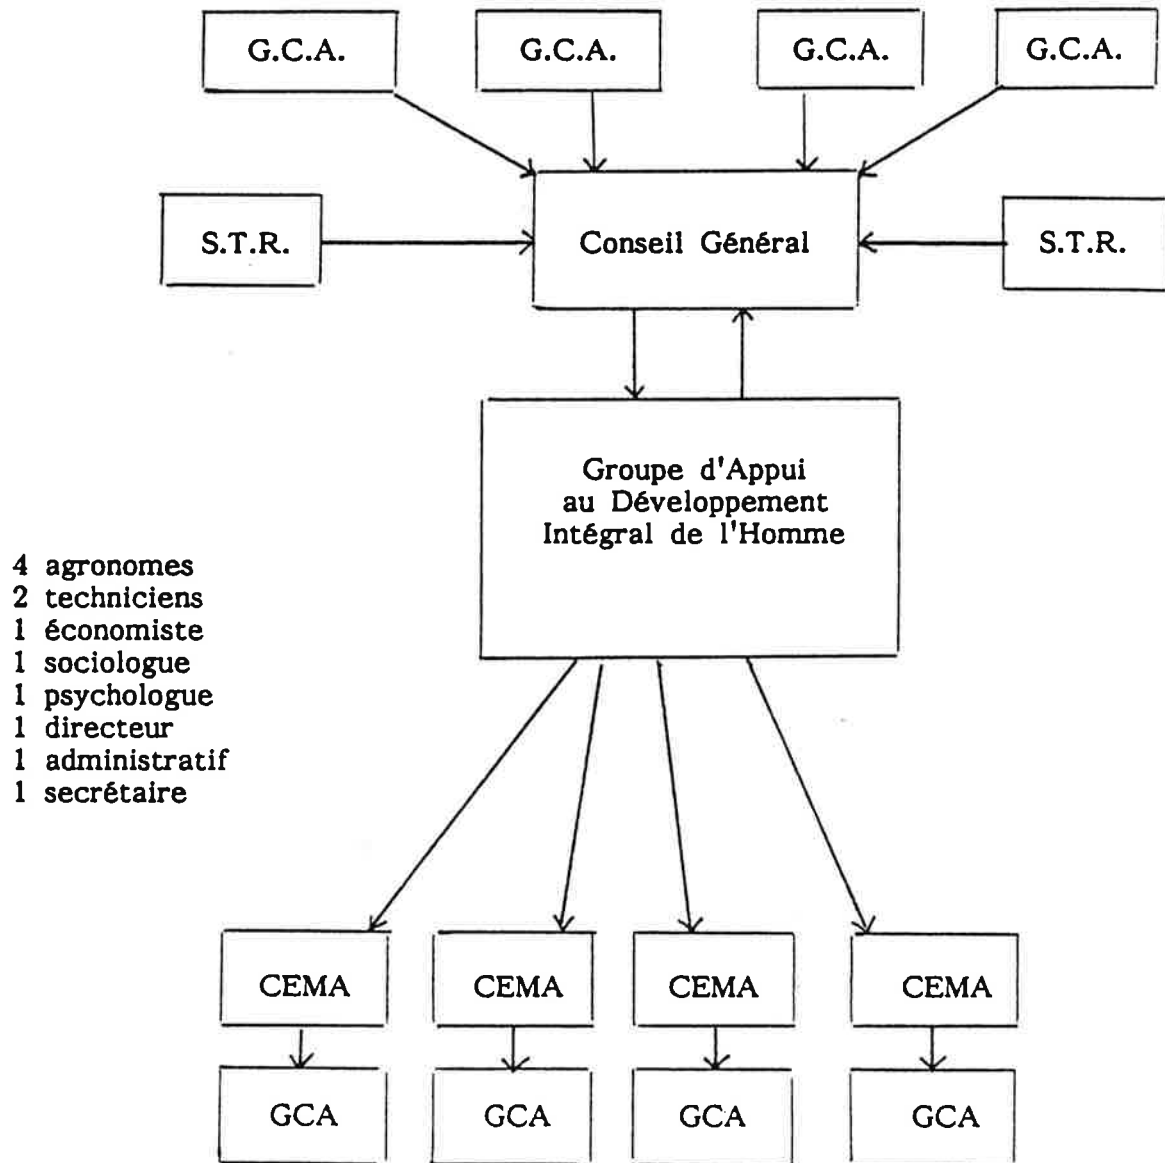 G.C.A. G.C.A. G.C.A. G.C.A.
S.T.R. Conseil Général S.T.R.
Groupe d'Appui
au Développement
Intégral de l'Homme
4 agronomes
2 techniciens
1 économiste
1 sociologue
1 psychologue
1 directeur
1 administratif
1 secrétaire
CEMA CEMA CEMA CEMA
GCA GCA GCA GCA